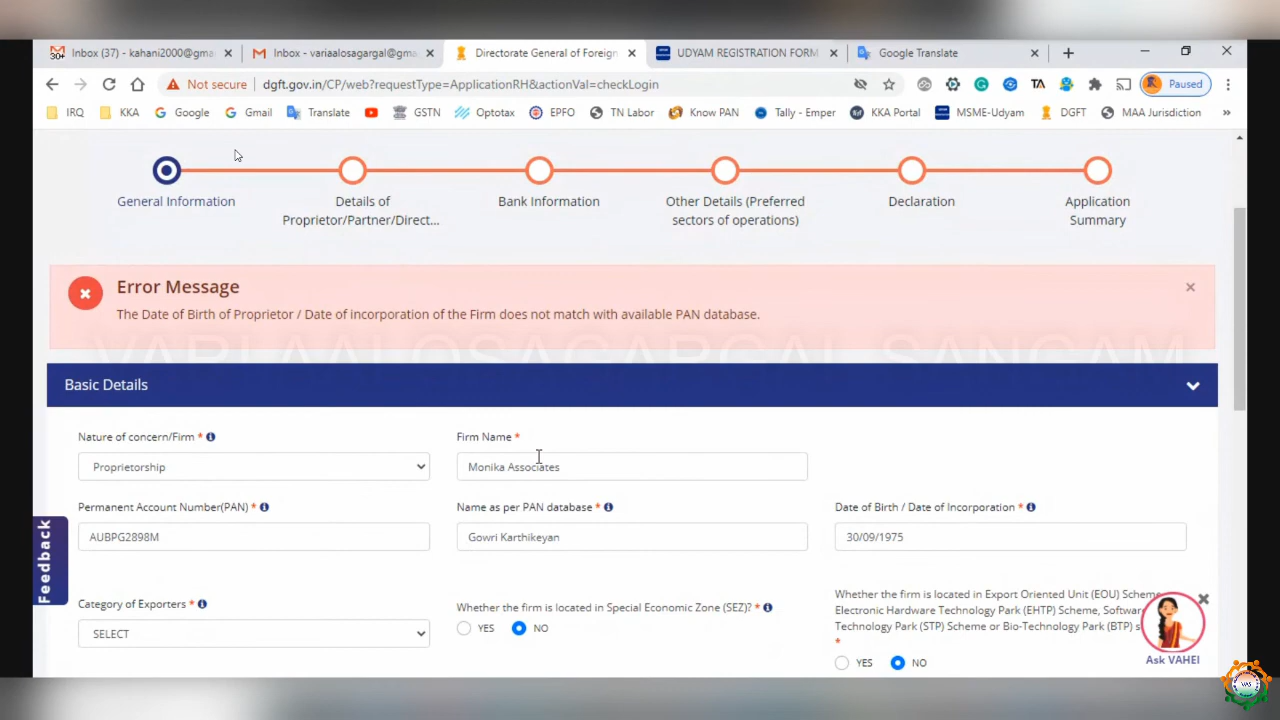 Inbox (37) - kahani2000@gma
Inbox - variaalosagargal@gma
Directorate General of Foreign
UDYAM REGISTRATION FORM
Google Translate
Paused
Not secure
dgft.gov.in/CP/web?requestType=ApplicationRH&actionVal=checkLogin
IRQ
KKA
Google
Gmail
Translate
GSTN
Optotax
EPFO
TN Labor
Know PAN
Tally - Emper
KKA Portal
MSME-Udyam
DGFT
MAA Jurisdiction
General Information
Details of
Proprietor/Partner/Direct...
Bank Information
Other Details (Preferred
sectors of operations)
Declaration
Application
Summary
Error Message
The Date of Birth of Proprietor / Date of incorporation of the Firm does not match with available PAN database.
VARIAALOSAGARGAL SANGAM
Basic Details
Nature of concern/Firm *
Proprietorship
Firm Name *
Monika Associates
Permanent Account Number(PAN) *
AUBPG2898M
Name as per PAN database *
Gowri Karthikeyan
Date of Birth / Date of Incorporation *
30/09/1975
Feedback
Category of Exporters *
SELECT
Whether the firm is located in Special Economic Zone (SEZ)? *
YES
NO
Whether the firm is located in Export Oriented Unit (EOU) Scheme,
Electronic Hardware Technology Park (EHTP) Scheme, Software
Technology Park (STP) Scheme or Bio-Technology Park (BTP) s
*
YES
NO
Ask VAHEI
VAS